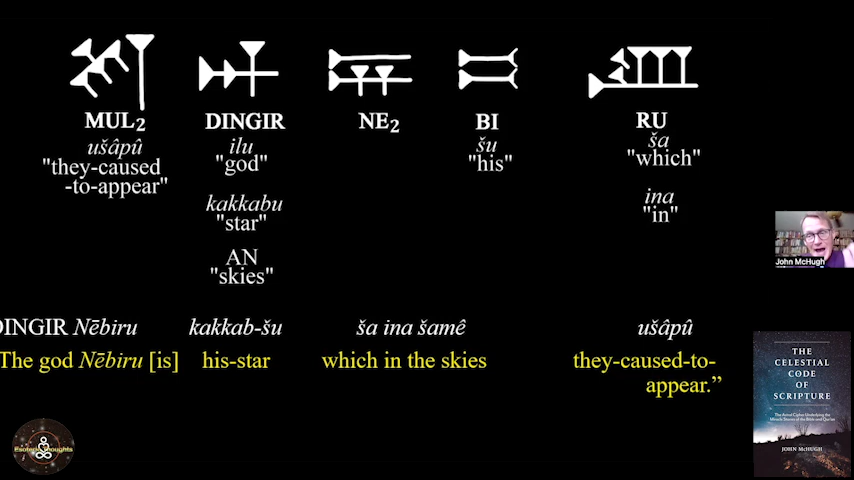 MUL2 DINGIR NE2 BI RU
ušâpû ilu šu ša
"they-caused "god" "his" "which"
-to-appear"
kakkabu ina
"star" "in"
AN
"skies"
DINGIR Nēbiru kakkab-šu ša ina šamê ušâpû
The god Nēbiru [is] his-star which in the skies they-caused-to-
appear.”
John McHugh
THE
CELESTIAL
CODE
OF
SCRIPTURE
JOHN McHUGH
Esoteric Thoughts